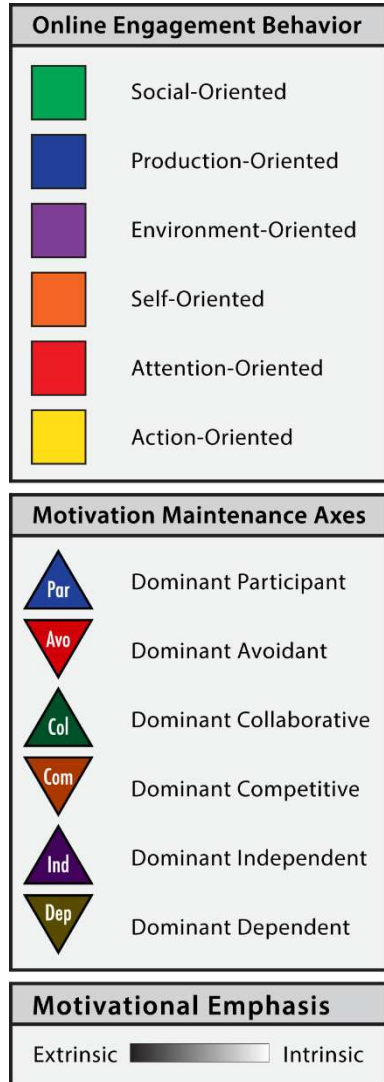 Online Engagement Behavior
Social-Oriented
Production-Oriented
Environment-Oriented
Self-Oriented
Attention-Oriented
Action-Oriented
Motivation Maintenance Axes
Par Dominant Participant
Avo Dominant Avoidant
Col Dominant Collaborative
Com Dominant Competitive
Ind Dominant Independent
Dep Dominant Dependent
Motivational Emphasis
Extrinsic Intrinsic